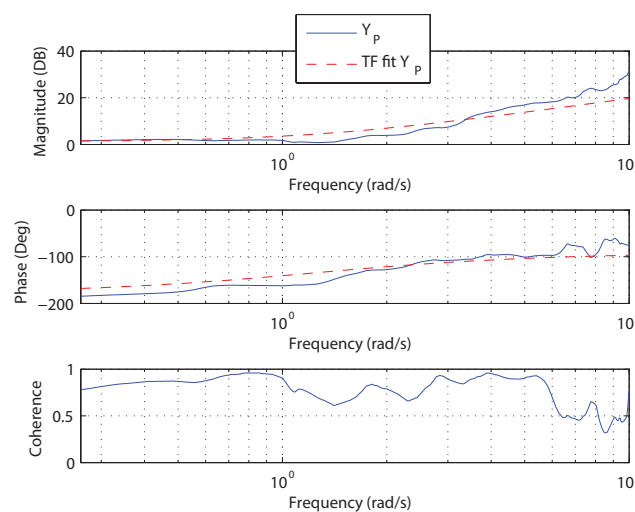 Y_P
TF fit Y_P
40
20
0
Magnitude (DB)
10^0
10
Frequency (rad/s)
0
−100
−200
Phase (Deg)
10^0
10
Frequency (rad/s)
1
0.5
0
Coherence
10^0
10
Frequency (rad/s)